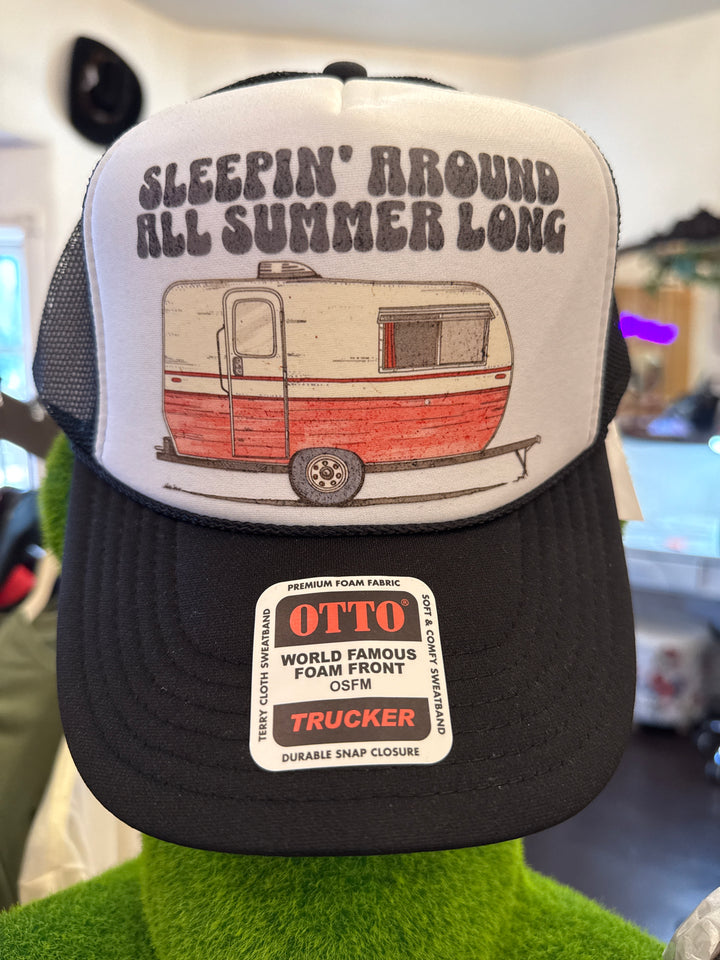 SLEEPIN' AROUND
ALL SUMMER LONG
PREMIUM FOAM FABRIC
OTTO®
WORLD FAMOUS
FOAM FRONT
OSFM
TRUCKER
DURABLE SNAP CLOSURE
TERRY CLOTH SWEATBAND
SOFT & COMFY SWEATBAND